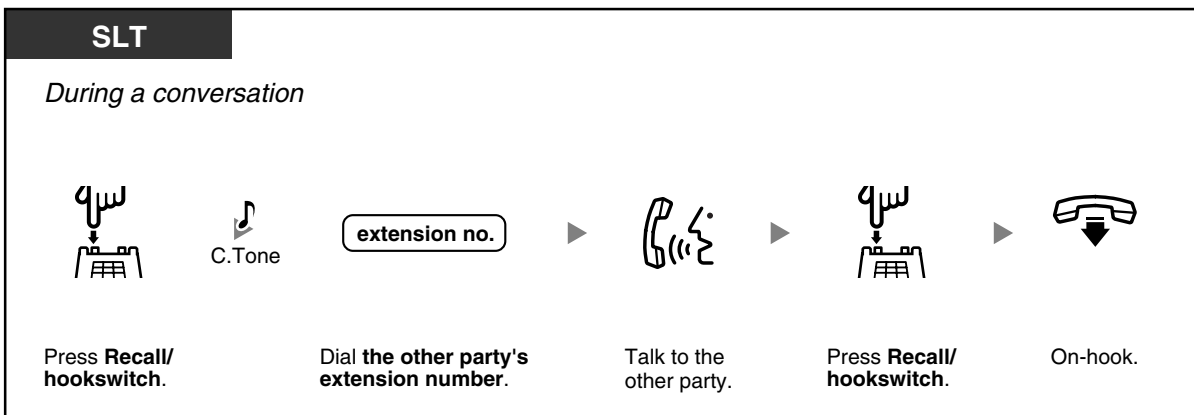 SLT
During a conversation
C.Tone
extension no.
Press Recall/
hookswitch.
Dial the other party's
extension number.
Talk to the
other party.
Press Recall/
hookswitch.
On-hook.